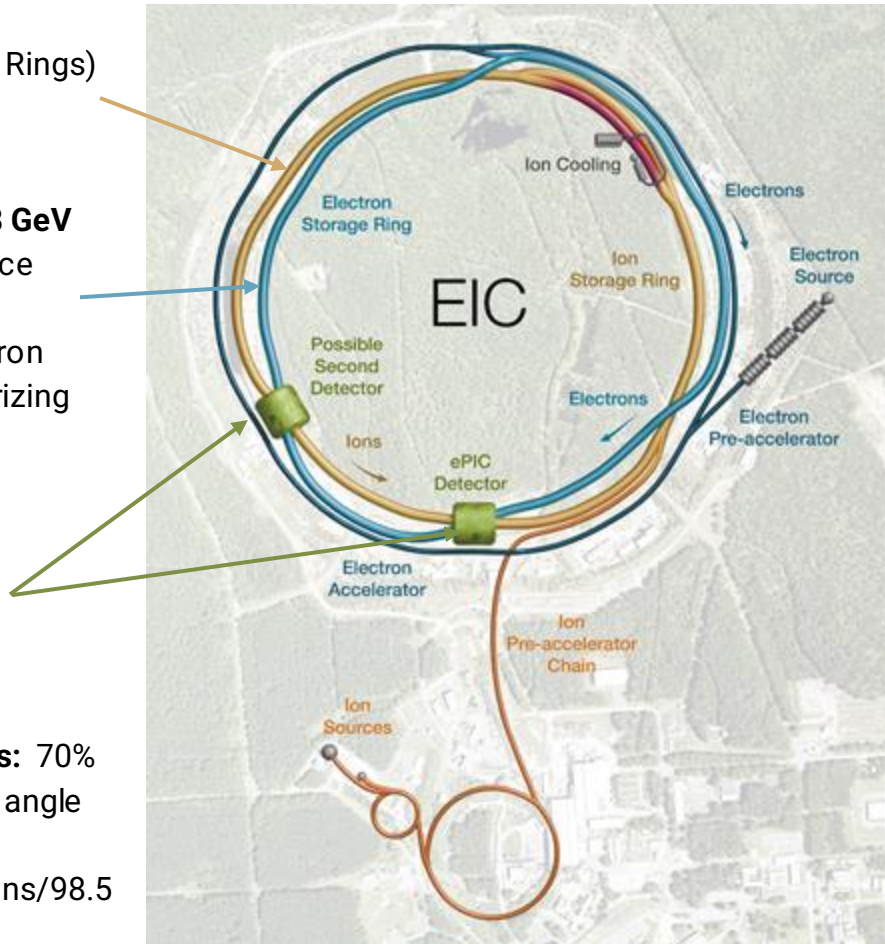 Rings)
GeV
ce
ron
rizing
s: 70%
angle
ns/98.5
Ion Cooling
Electrons
Electron
Storage Ring
Electron
Source
Ion
Storage Ring
EIC
Possible
Second
Detector
Electrons
Electron
Pre-accelerator
Ions
ePIC
Detector
Electron
Accelerator
Ion
Pre-accelerator
Chain
Ion
Sources